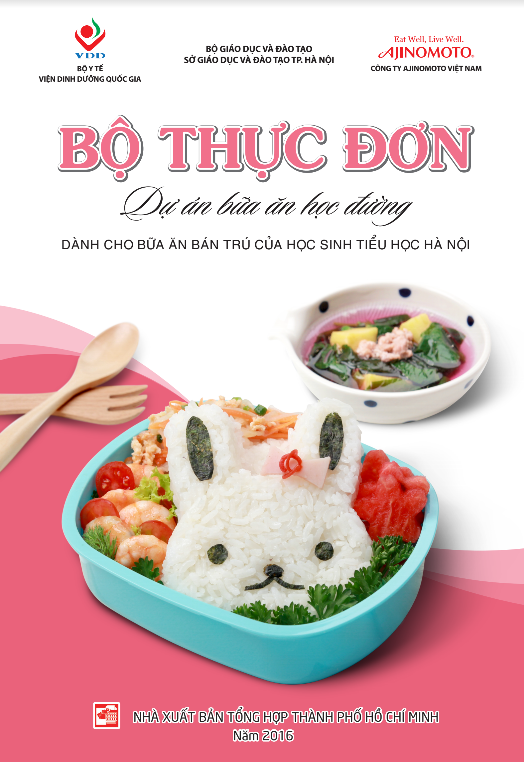 VDD
BỘ Y TẾ
VIỆN DINH DƯỠNG QUỐC GIA
BỘ GIÁO DỤC VÀ ĐÀO TẠO
SỞ GIÁO DỤC VÀ ĐÀO TẠO TP. HÀ NỘI
Eat Well, Live Well.
AJINOMOTO®
CÔNG TY AJINOMOTO VIỆT NAM
BỘ THỰC ĐƠN
Dự án bữa ăn học đường
DÀNH CHO BỮA ĂN BÁN TRÚ CỦA HỌC SINH TIỂU HỌC HÀ NỘI
NHÀ XUẤT BẢN TỔNG HỢP THÀNH PHỐ HỒ CHÍ MINH
Năm 2016